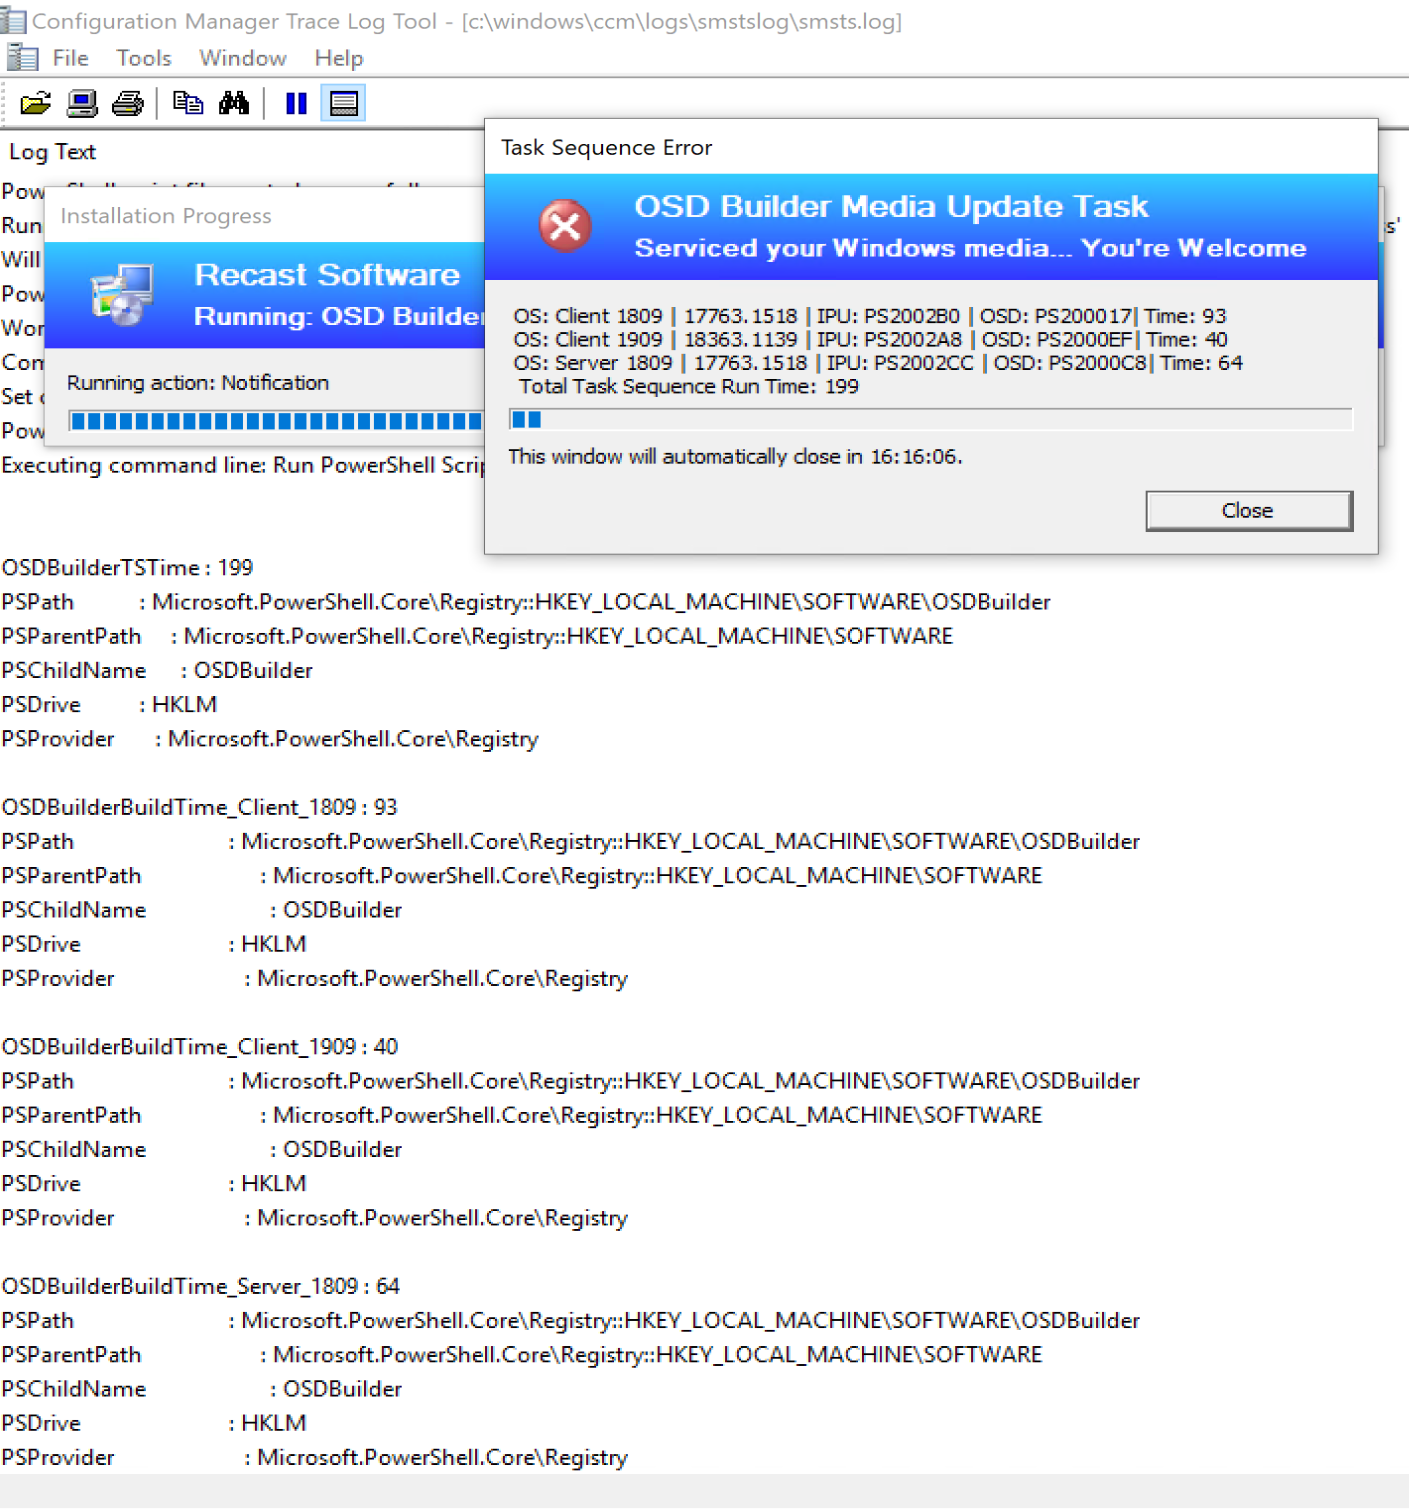 Configuration Manager Trace Log Tool - [c:\windows\ccm\logs\smstslog\smsts.log]
File Tools Window Help
Log Text
Pow
Run
Will
Pow
Wor
Com
Set
Pow
Executing command line: Run PowerShell Scrip
s'
Installation Progress
Recast Software
Running: OSD Builder
Running action: Notification
Task Sequence Error
OSD Builder Media Update Task
Serviced your Windows media... You're Welcome
OS: Client 1809 | 17763.1518 | IPU: PS2002B0 | OSD: PS200017| Time: 93
OS: Client 1909 | 18363.1139 | IPU: PS2002A8 | OSD: PS2000EF| Time: 40
OS: Server 1809 | 17763.1518 | IPU: PS2002CC | OSD: PS2000C8| Time: 64
Total Task Sequence Run Time: 199
This window will automatically close in 16:16:06.
Close
OSDBuilderTSTime : 199
PSPath : Microsoft.PowerShell.Core\Registry::HKEY_LOCAL_MACHINE\SOFTWARE\OSDBuilder
PSParentPath : Microsoft.PowerShell.Core\Registry::HKEY_LOCAL_MACHINE\SOFTWARE
PSChildName : OSDBuilder
PSDrive : HKLM
PSProvider : Microsoft.PowerShell.Core\Registry
OSDBuilderBuildTime_Client_1809 : 93
PSPath : Microsoft.PowerShell.Core\Registry::HKEY_LOCAL_MACHINE\SOFTWARE\OSDBuilder
PSParentPath : Microsoft.PowerShell.Core\Registry::HKEY_LOCAL_MACHINE\SOFTWARE
PSChildName : OSDBuilder
PSDrive : HKLM
PSProvider : Microsoft.PowerShell.Core\Registry
OSDBuilderBuildTime_Client_1909 : 40
PSPath : Microsoft.PowerShell.Core\Registry::HKEY_LOCAL_MACHINE\SOFTWARE\OSDBuilder
PSParentPath : Microsoft.PowerShell.Core\Registry::HKEY_LOCAL_MACHINE\SOFTWARE
PSChildName : OSDBuilder
PSDrive : HKLM
PSProvider : Microsoft.PowerShell.Core\Registry
OSDBuilderBuildTime_Server_1809 : 64
PSPath : Microsoft.PowerShell.Core\Registry::HKEY_LOCAL_MACHINE\SOFTWARE\OSDBuilder
PSParentPath : Microsoft.PowerShell.Core\Registry::HKEY_LOCAL_MACHINE\SOFTWARE
PSChildName : OSDBuilder
PSDrive : HKLM
PSProvider : Microsoft.PowerShell.Core\Registry